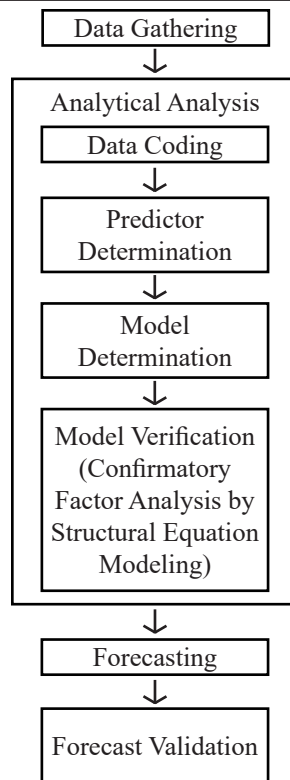 Data Gathering
Analytical Analysis
Data Coding
Predictor
Determination
Model
Determination
Model Verification
(Confirmatory
Factor Analysis by
Structural Equation
Modeling)
Forecasting
Forecast Validation